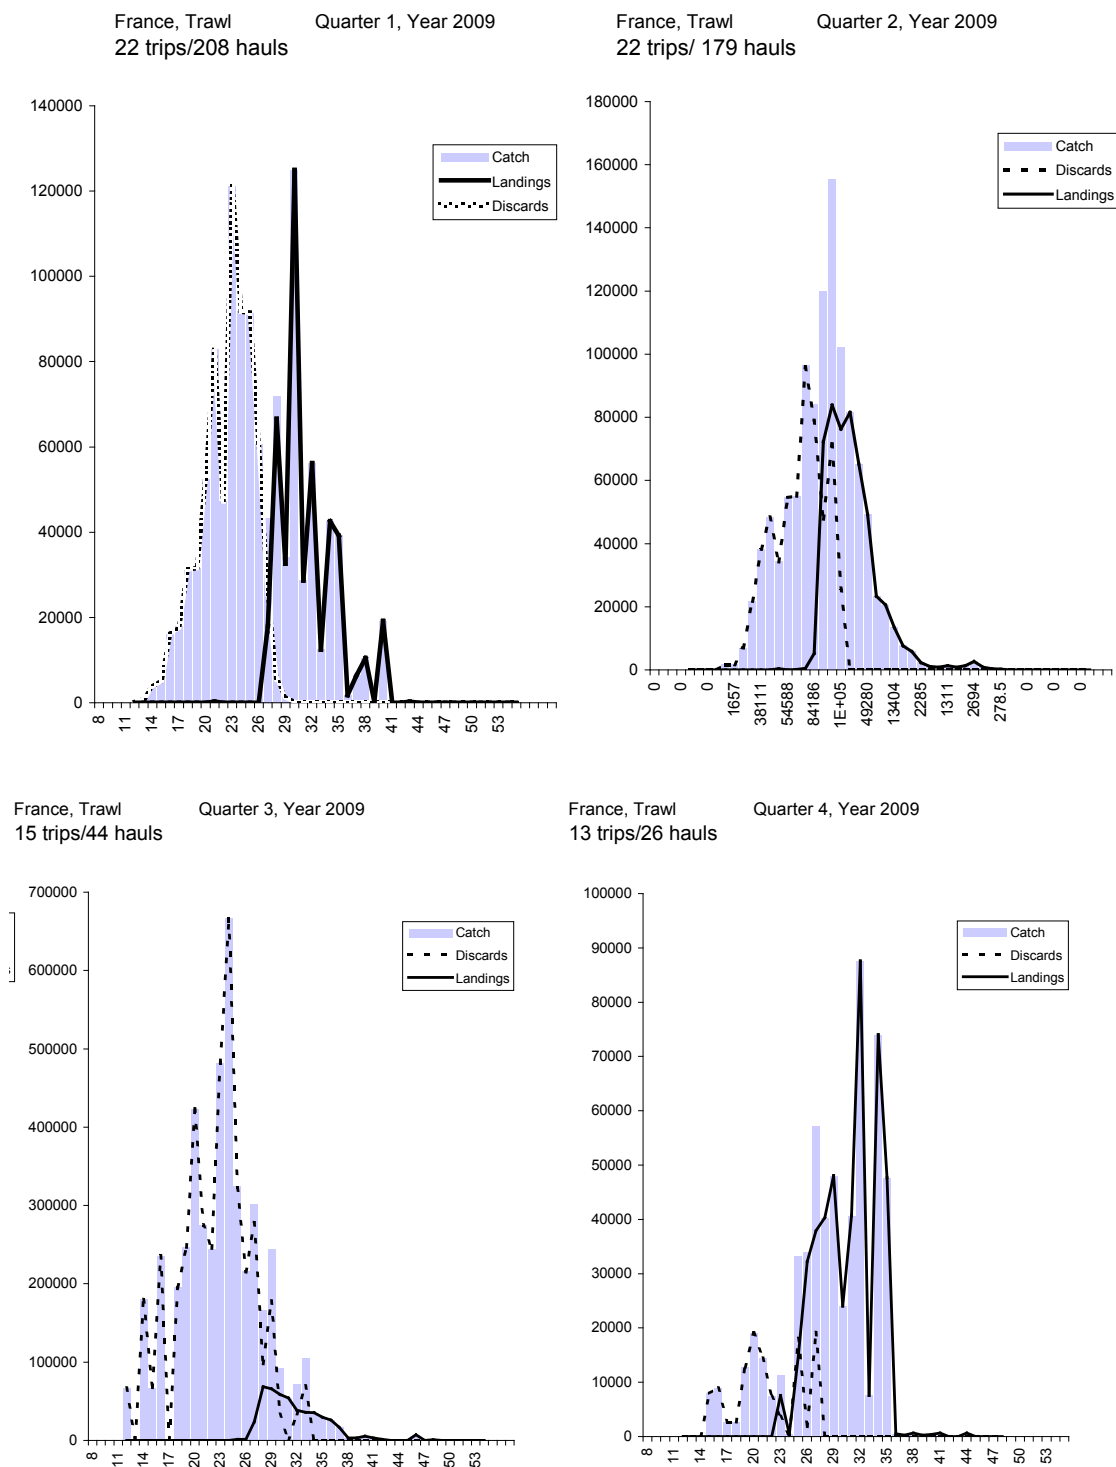 France, Trawl Quarter 1, Year 2009
22 trips/208 hauls
140000
120000
100000
80000
60000
40000
20000
0
Catch
Landings
Discards
8 11 14 17 20 23 26 29 32 35 38 41 44 47 50 53
France, Trawl Quarter 2, Year 2009
22 trips/ 179 hauls
180000
160000
140000
120000
100000
80000
60000
40000
20000
0
Catch
Discards
Landings
0 0 0 1657 38111 54588 84186 1E+05 49280 13404 2285 1311 2694 278.5 0 0 0
France, Trawl Quarter 3, Year 2009
15 trips/44 hauls
700000
600000
500000
400000
300000
200000
100000
0
Catch
Discards
Landings
8 11 14 17 20 23 26 29 32 35 38 41 44 47 50 53
France, Trawl Quarter 4, Year 2009
13 trips/26 hauls
100000
90000
80000
70000
60000
50000
40000
30000
20000
10000
0
Catch
Discards
Landings
8 11 14 17 20 23 26 29 32 35 38 41 44 47 50 53